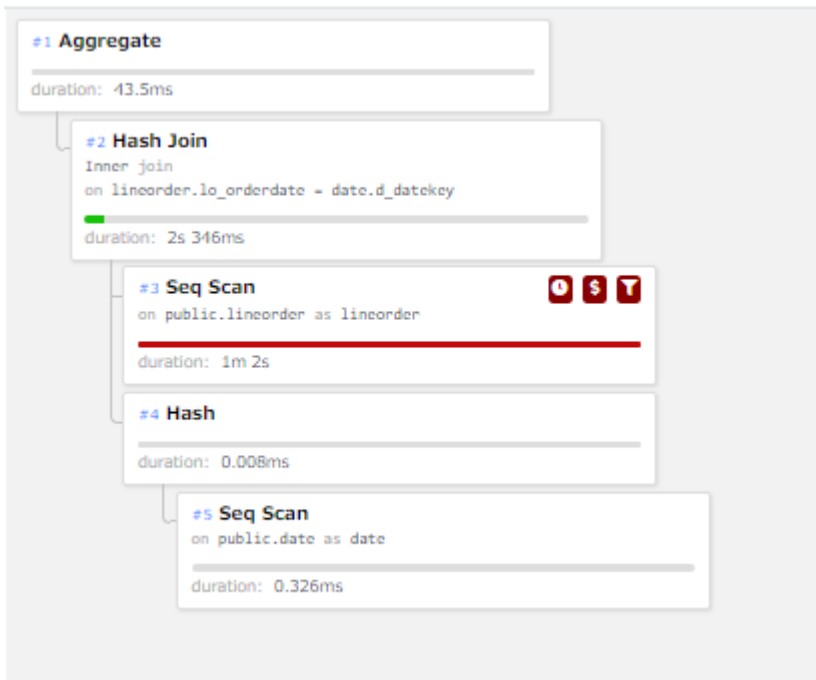 #1 Aggregate
duration: 43.5ms
#2 Hash Join
Inner join
on lineorder.lo_orderdate = date.d_datekey
duration: 2s 346ms
#3 Seq Scan
on public.lineorder as lineorder
duration: 1m 2s
#4 Hash
duration: 0.008ms
#5 Seq Scan
on public.date as date
duration: 0.326ms